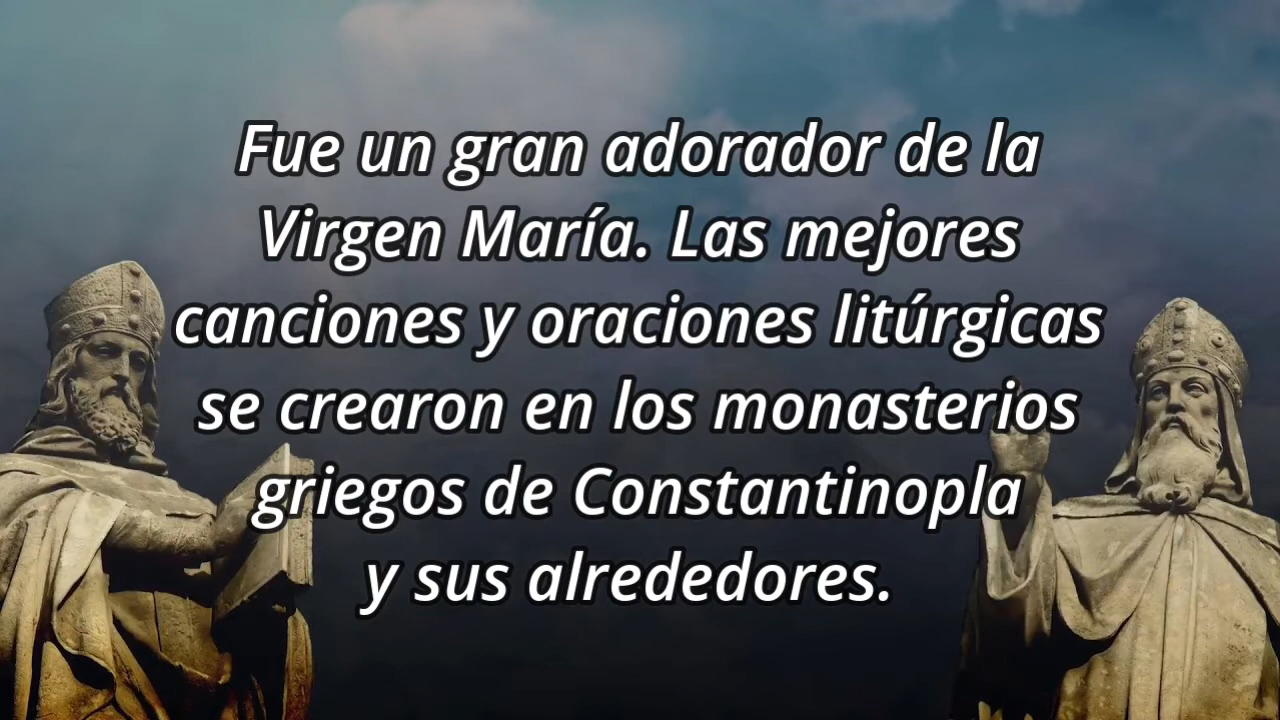 Fue un gran adorador de la
Virgen María. Las mejores
canciones y oraciones litúrgicas
se crearon en los monasterios
griegos de Constantinopla
y sus alrededores.